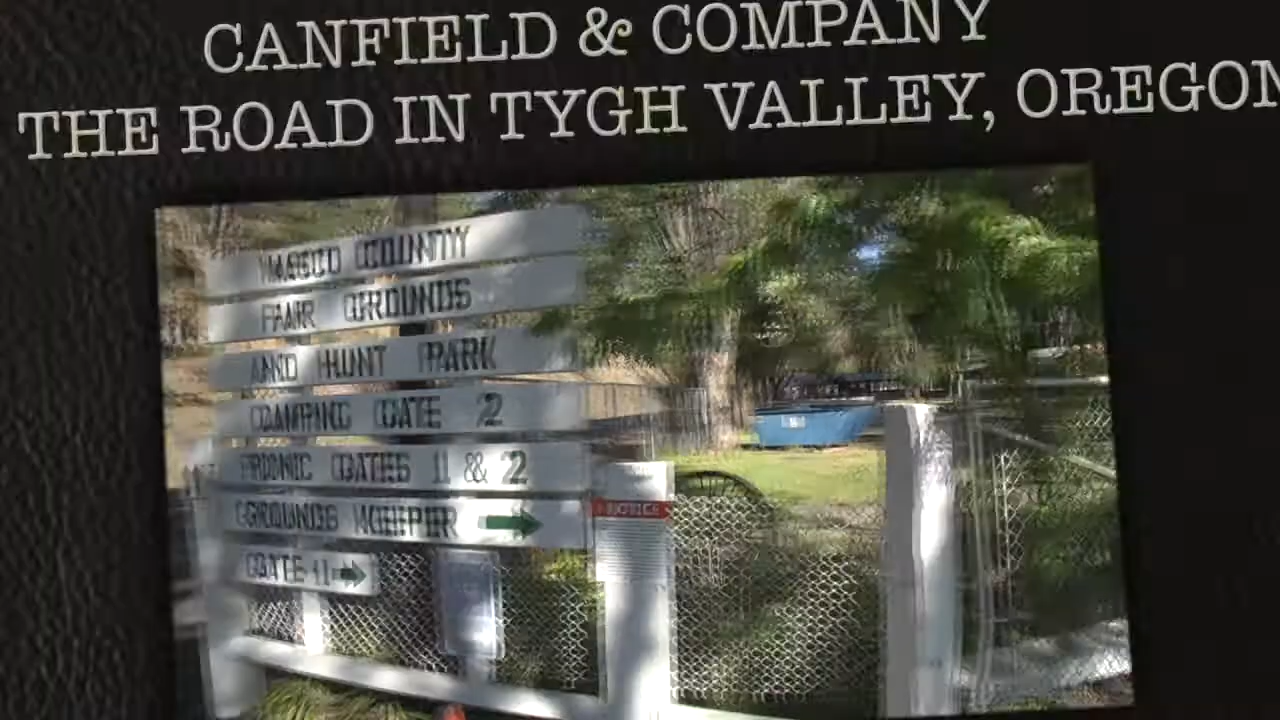 CANFIELD & COMPANY
THE ROAD IN TYGH VALLEY, OREGON
WASCO COUNTY
FAIR GROUNDS
AND HUNT PARK
CAMPING GATE 2
PICNIC GATES 1 & 2
GROUNDS KEEPER
GATE 1
NOTICE